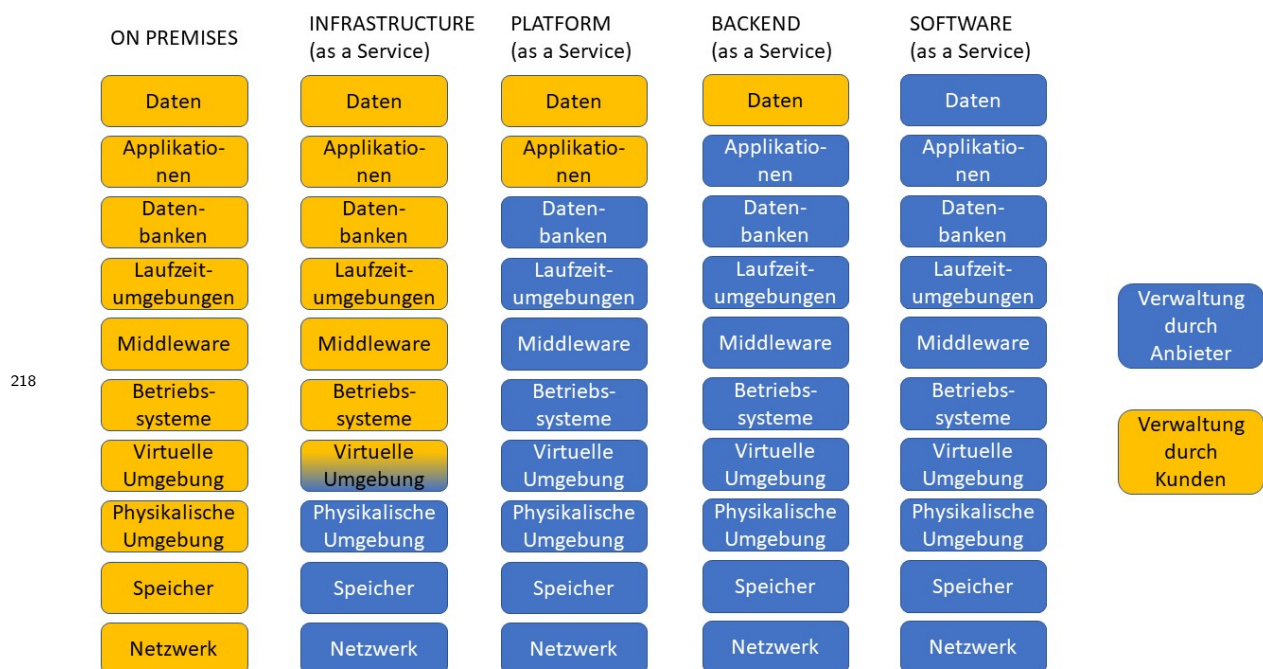 ON PREMISES
INFRASTRUCTURE
(as a Service)
PLATFORM
(as a Service)
BACKEND
(as a Service)
SOFTWARE
(as a Service)
Daten
Daten
Daten
Daten
Daten
Applikatio-
nen
Applikatio-
nen
Applikatio-
nen
Applikatio-
nen
Applikatio-
nen
Daten-
banken
Daten-
banken
Daten-
banken
Daten-
banken
Daten-
banken
Laufzeit-
umgebungen
Laufzeit-
umgebungen
Laufzeit-
umgebungen
Laufzeit-
umgebungen
Laufzeit-
umgebungen
Middleware
Middleware
Middleware
Middleware
Middleware
218
Betriebs-
systeme
Betriebs-
systeme
Betriebs-
systeme
Betriebs-
systeme
Betriebs-
systeme
Virtuelle
Umgebung
Virtuelle
Umgebung
Virtuelle
Umgebung
Virtuelle
Umgebung
Virtuelle
Umgebung
Physikalische
Umgebung
Physikalische
Umgebung
Physikalische
Umgebung
Physikalische
Umgebung
Physikalische
Umgebung
Speicher
Speicher
Speicher
Speicher
Speicher
Netzwerk
Netzwerk
Netzwerk
Netzwerk
Netzwerk
Verwaltung
durch
Anbieter
Verwaltung
durch
Kunden